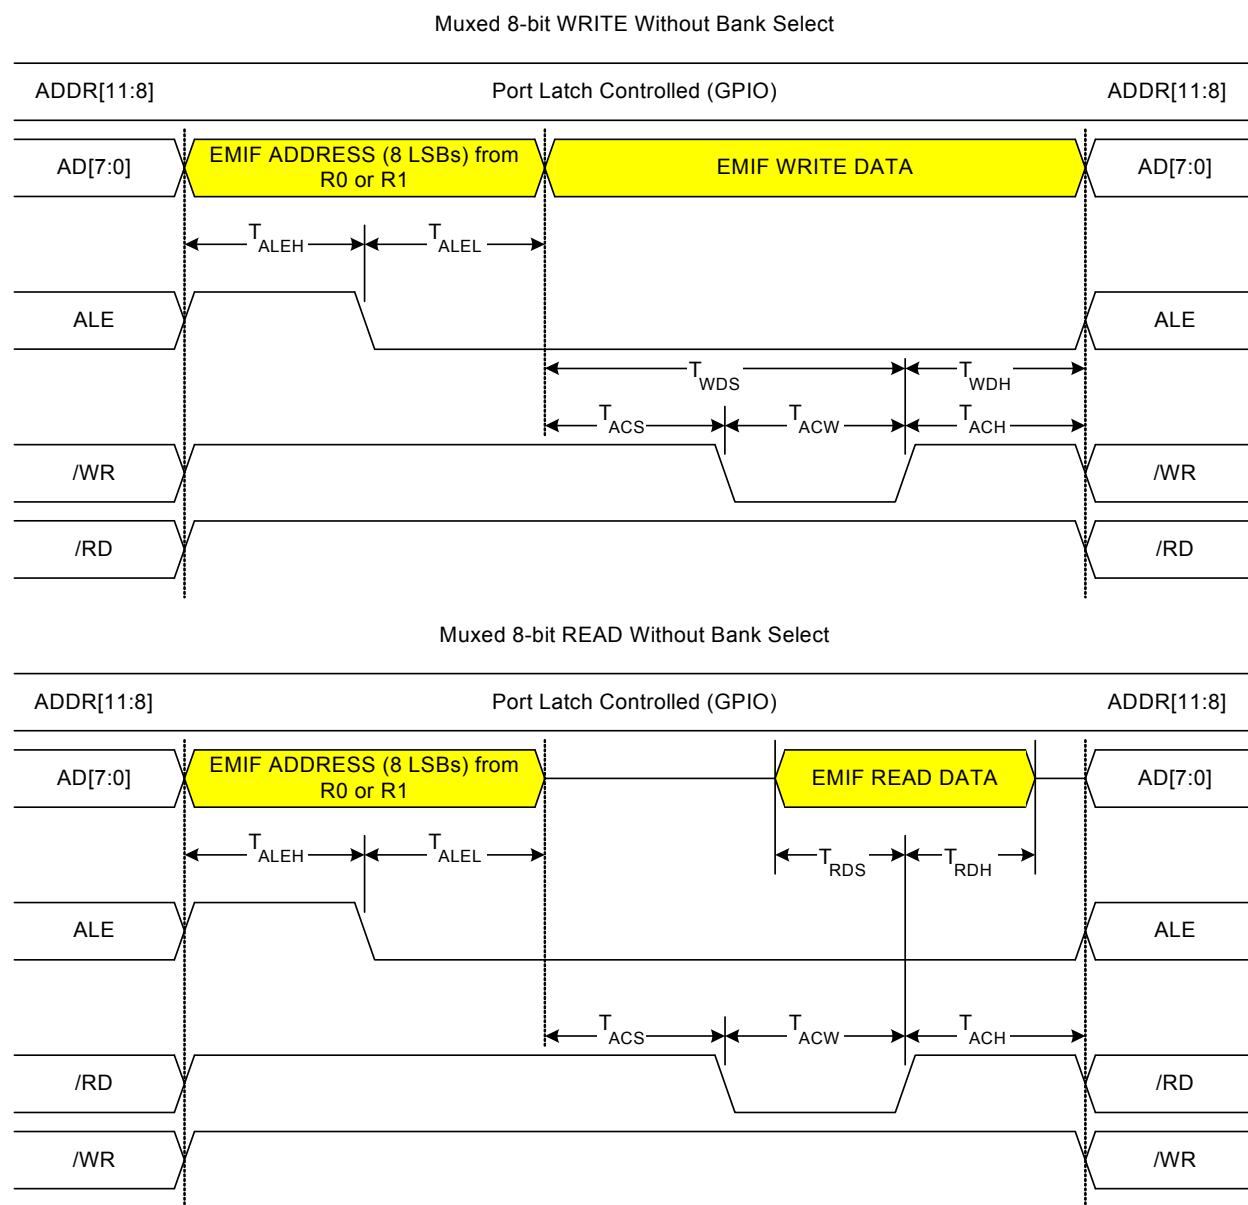 Muxed 8-bit WRITE Without Bank Select
ADDR[11:8] Port Latch Controlled (GPIO) ADDR[11:8]
AD[7:0] EMIF ADDRESS (8 LSBs) from R0 or R1 EMIF WRITE DATA AD[7:0]
TALEH TALEL
ALE ALE
TWDS TWDH
TACS TACW TACH
/WR /WR
/RD /RD
Muxed 8-bit READ Without Bank Select
ADDR[11:8] Port Latch Controlled (GPIO) ADDR[11:8]
AD[7:0] EMIF ADDRESS (8 LSBs) from R0 or R1 EMIF READ DATA AD[7:0]
TALEH TALEL TRDS TRDH
ALE ALE
TACS TACW TACH
/RD /RD
/WR /WR